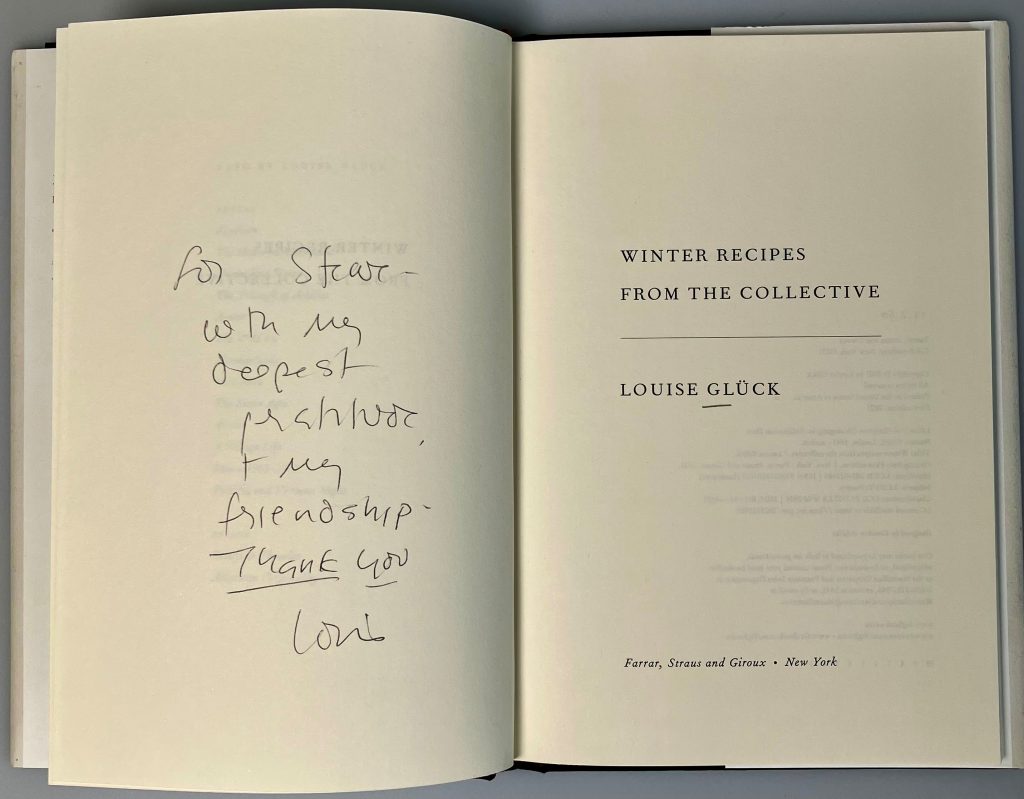 for Steve –
with my
deepest
gratitude,
+ my
friendship –
Thank you
Louise
WINTER RECIPES
FROM THE COLLECTIVE
LOUISE GLÜCK
Farrar, Straus and Giroux • New York